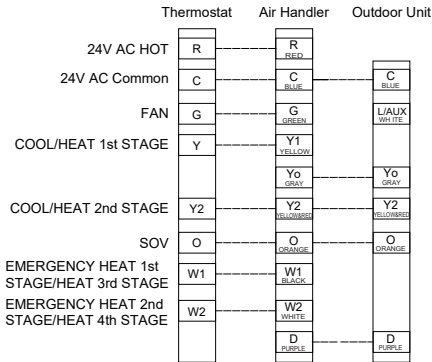 Thermostat Air Handler Outdoor Unit
24V AC HOT R R
RED
24V AC Common C C C
BLUE BLUE
FAN G G L/AUX
GREEN WHITE
COOL/HEAT 1st STAGE Y Y1
YELLOW
Yo Yo
GRAY GRAY
COOL/HEAT 2nd STAGE Y2 Y2 Y2
YELLOW&RED YELLOW&RED
SOV O O O
ORANGE ORANGE
EMERGENCY HEAT 1st
STAGE/HEAT 3rd STAGE W1 W1
BLACK
EMERGENCY HEAT 2nd
STAGE/HEAT 4th STAGE W2 W2
WHITE
D D
PURPLE PURPLE